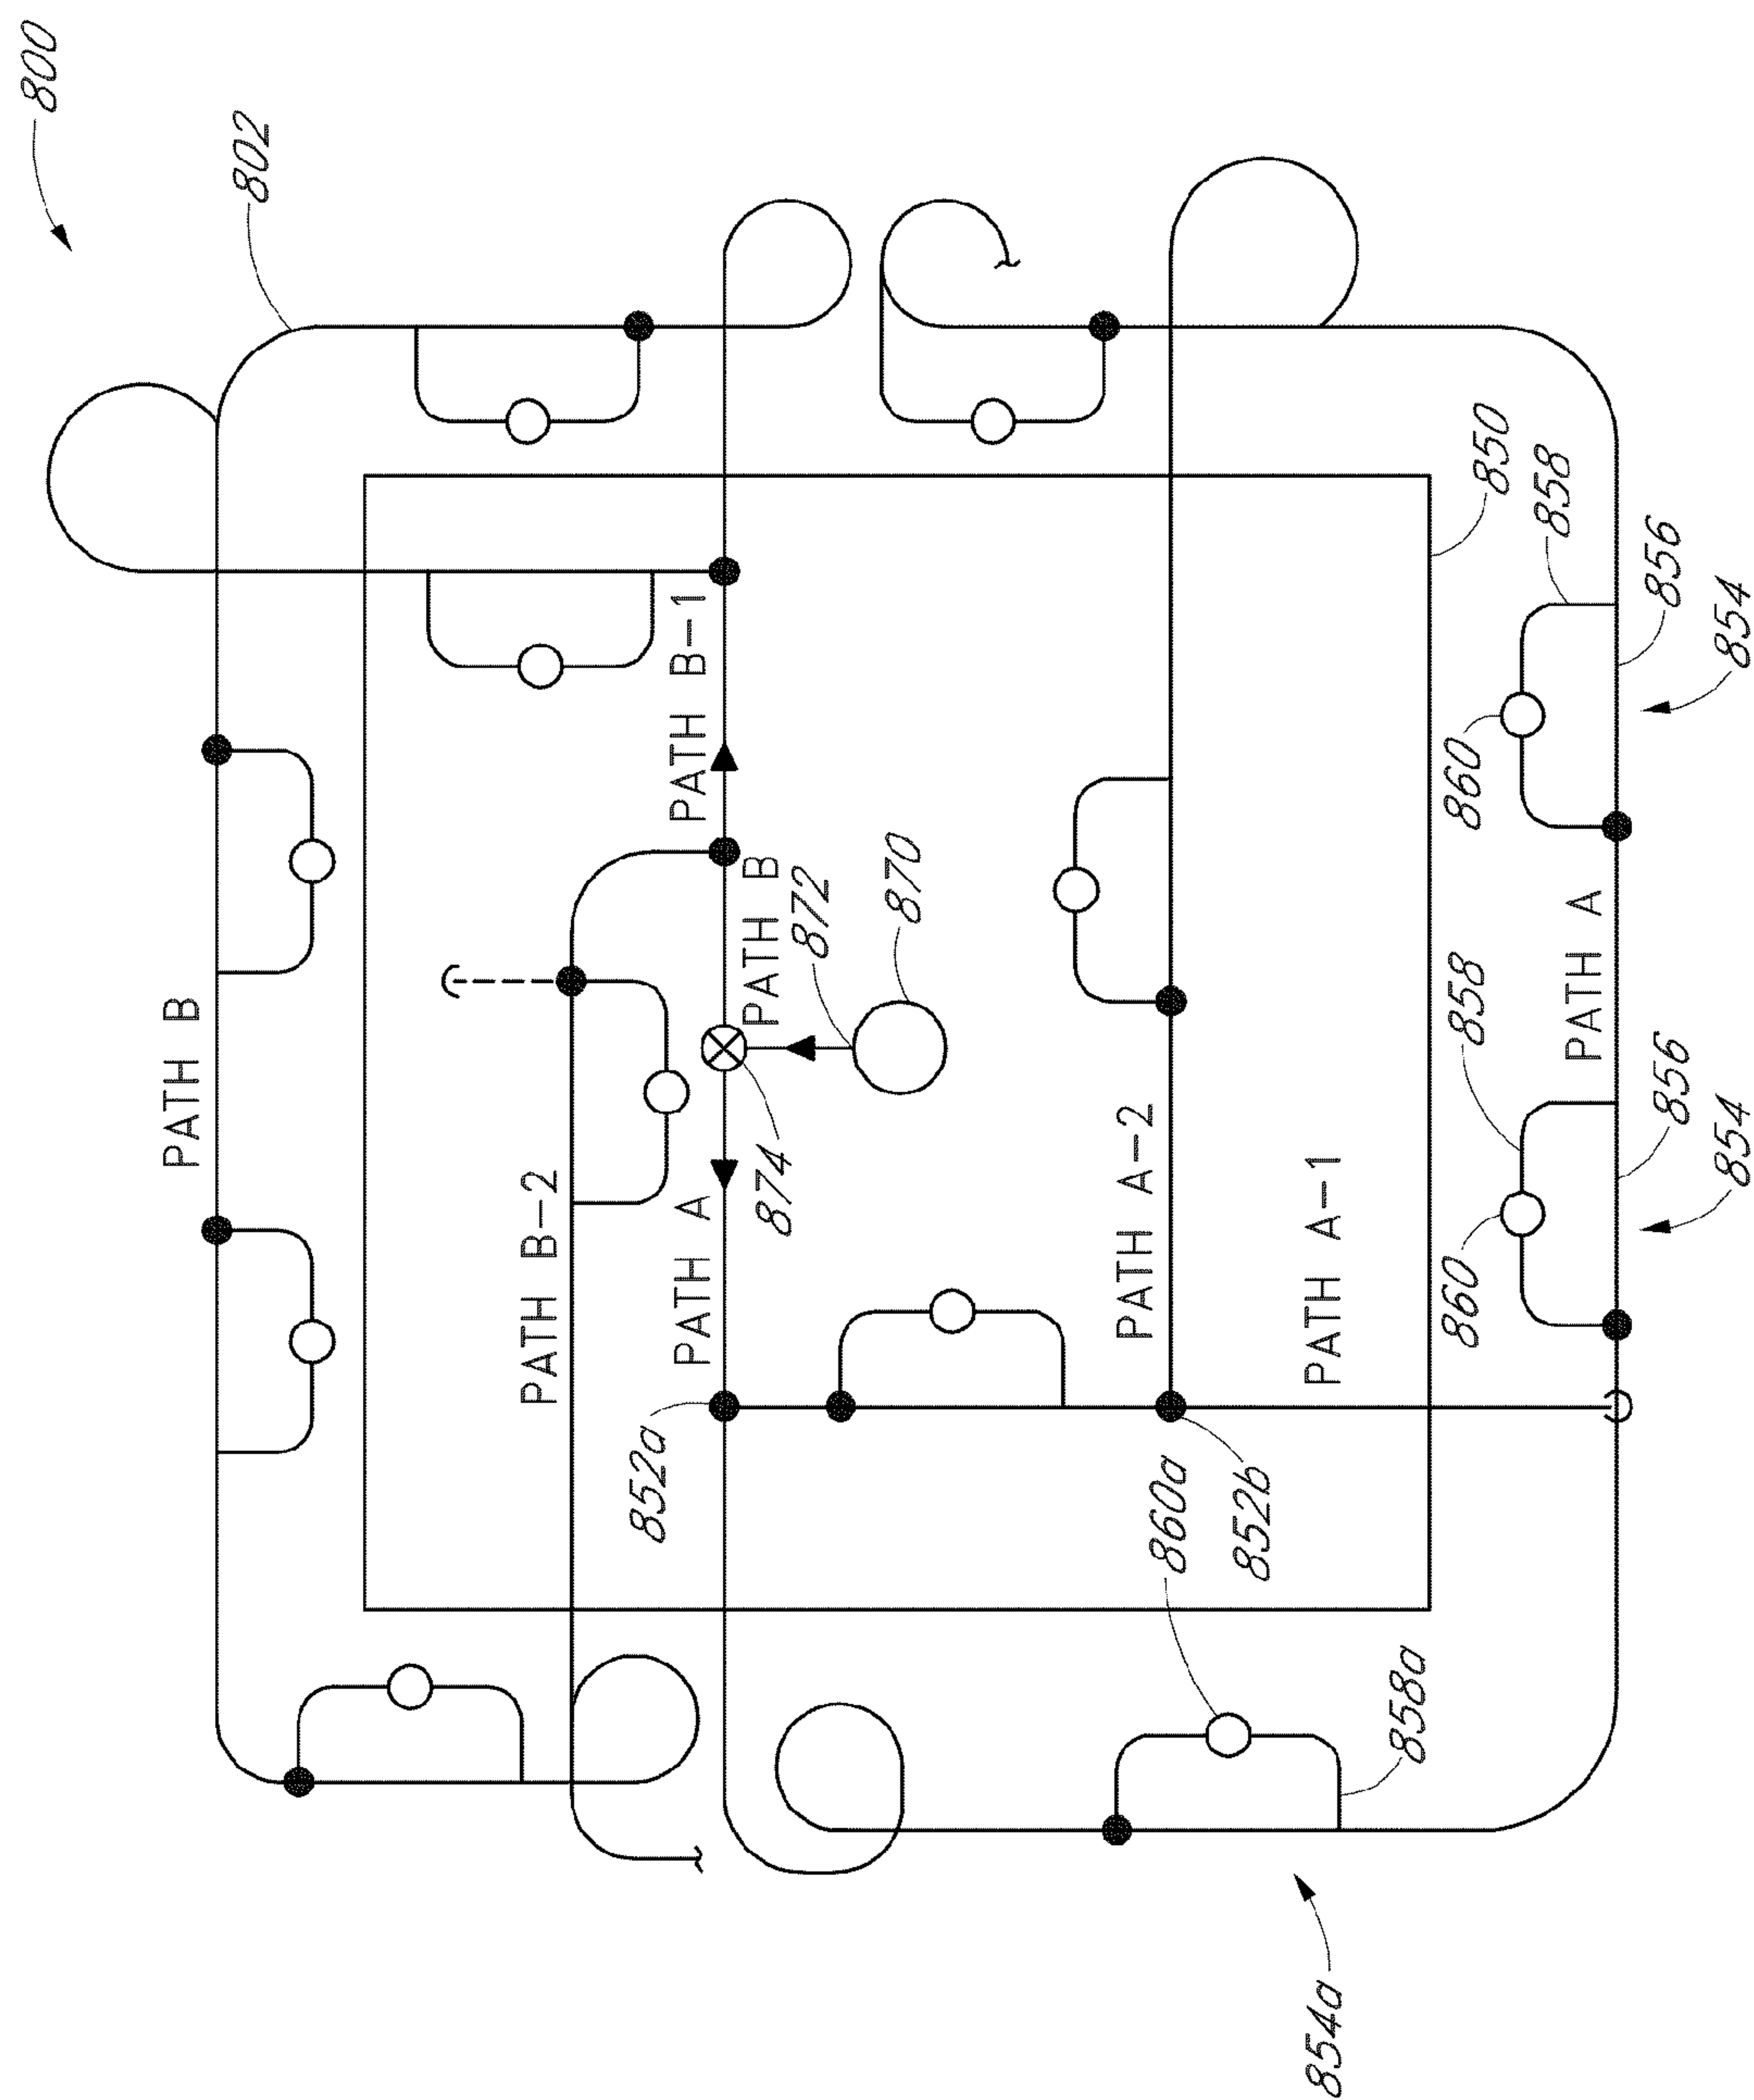 800
802
PATH B
PATH B-1
PATH B-2
PATH B
872
870
874
PATH A
852a
PATH A-2
PATH A-1
860a
852b
850
858
856
854
860
PATH A
858
856
854
860
858a
854a